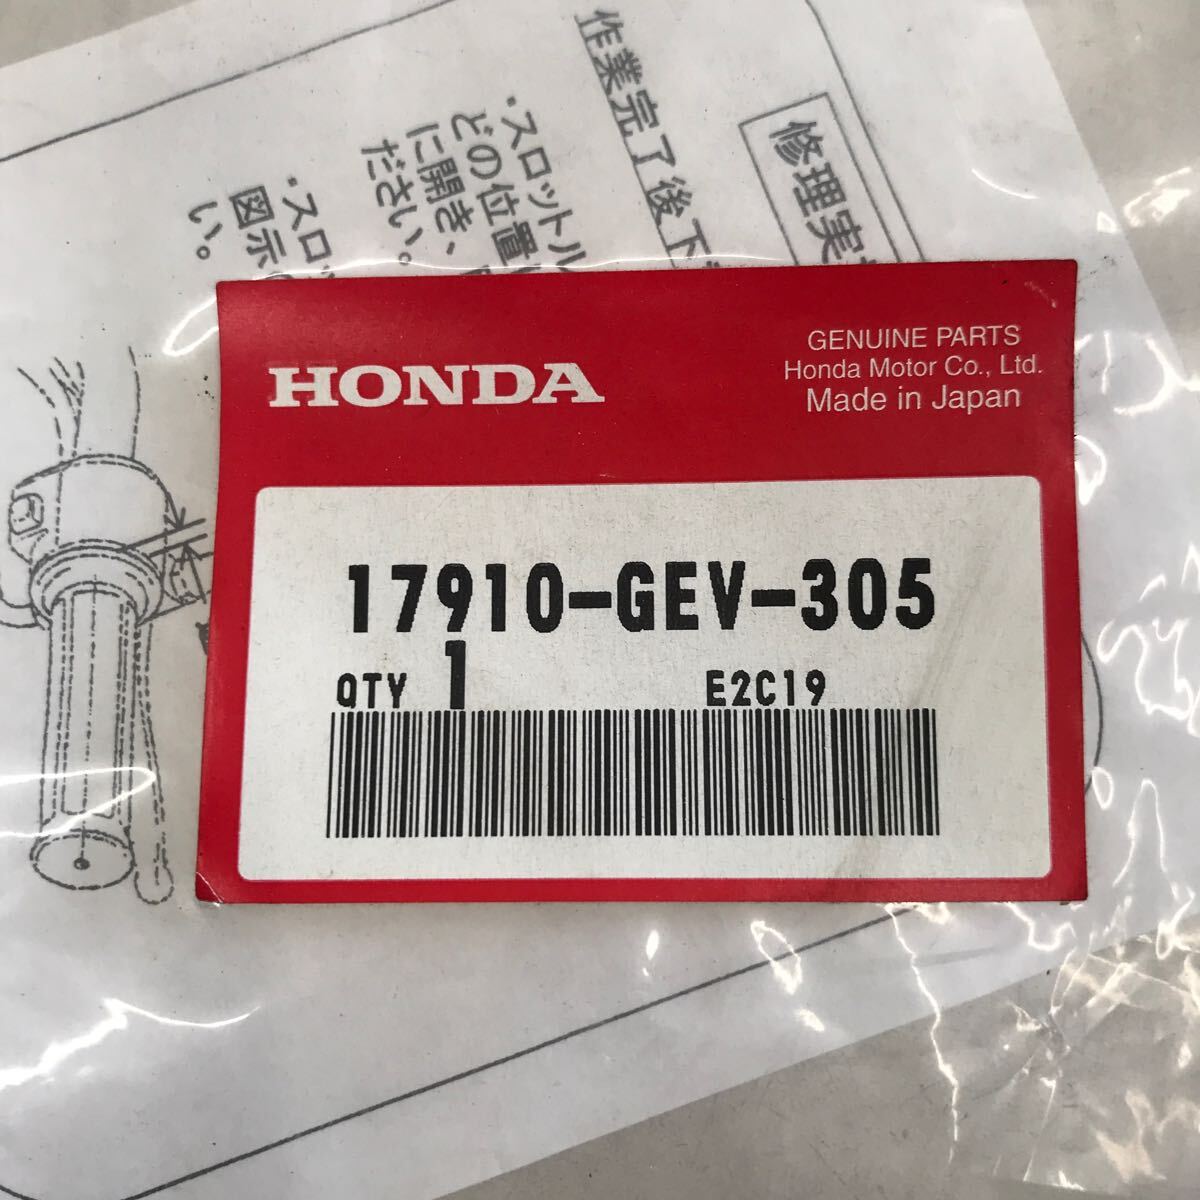 修理実
作業完了後下
・スロットル
どの位置
に開き、
ださい。
・スロッ
図示
い。
HONDA
GENUINE PARTS
Honda Motor Co., Ltd.
Made in Japan
17910-GEV-305
QTY 1 E2C19